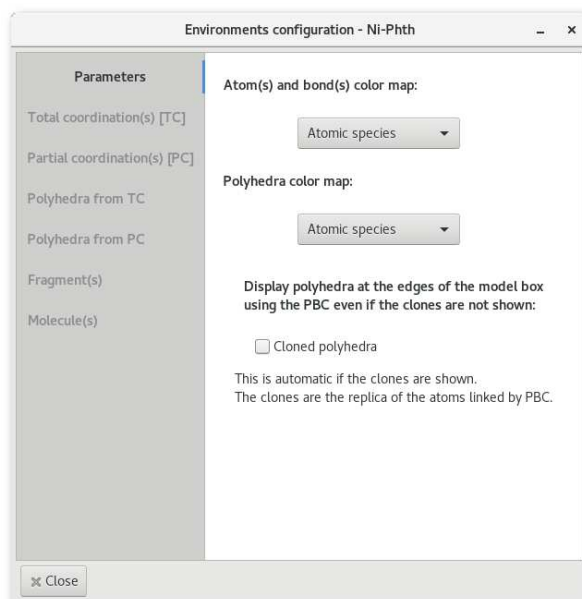 Environments configuration - Ni-Phth
Parameters
Total coordination(s) [TC]
Partial coordination(s) [PC]
Polyhedra from TC
Polyhedra from PC
Fragment(s)
Molecule(s)
Atom(s) and bond(s) color map:
Atomic species
Polyhedra color map:
Atomic species
Display polyhedra at the edges of the model box
using the PBC even if the clones are not shown:
Cloned polyhedra
This is automatic if the clones are shown.
The clones are the replica of the atoms linked by PBC.
Close